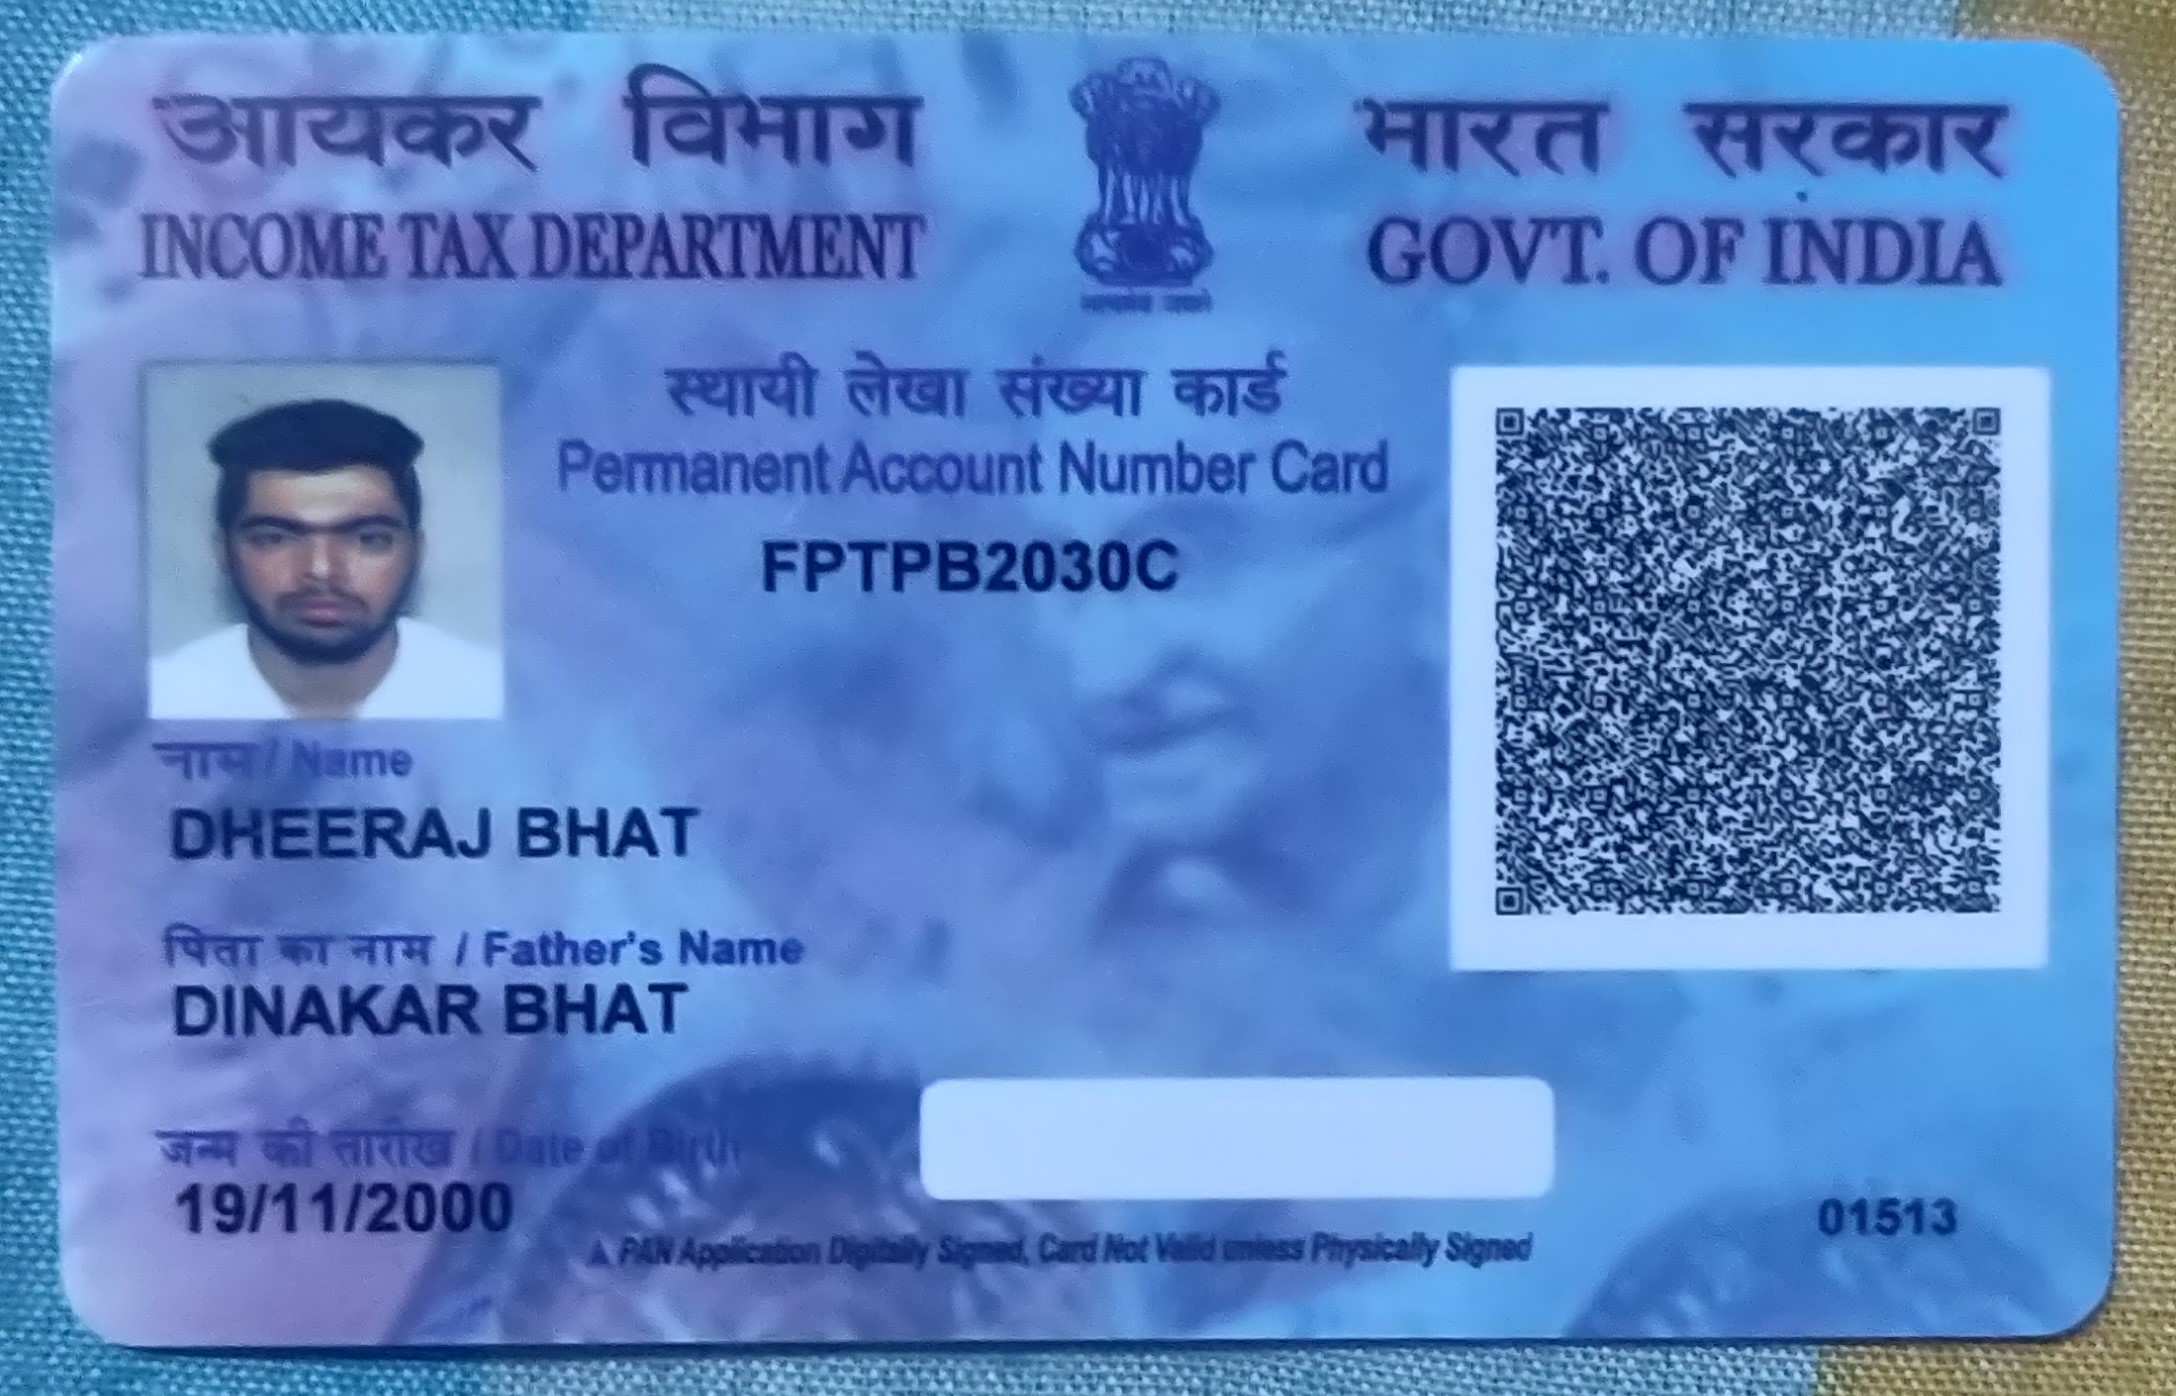 आयकर विभाग
INCOME TAX DEPARTMENT
भारत सरकार
GOVT. OF INDIA
सत्यमेव जयते
स्थायी लेखा संख्या कार्ड
Permanent Account Number Card
FPTPB2030C
नाम / Name
DHEERAJ BHAT
पिता का नाम / Father's Name
DINAKAR BHAT
जन्म की तारीख / Date of Birth
19/11/2000
PAN Application Digitally Signed, Card Not Valid unless Physically Signed
01513